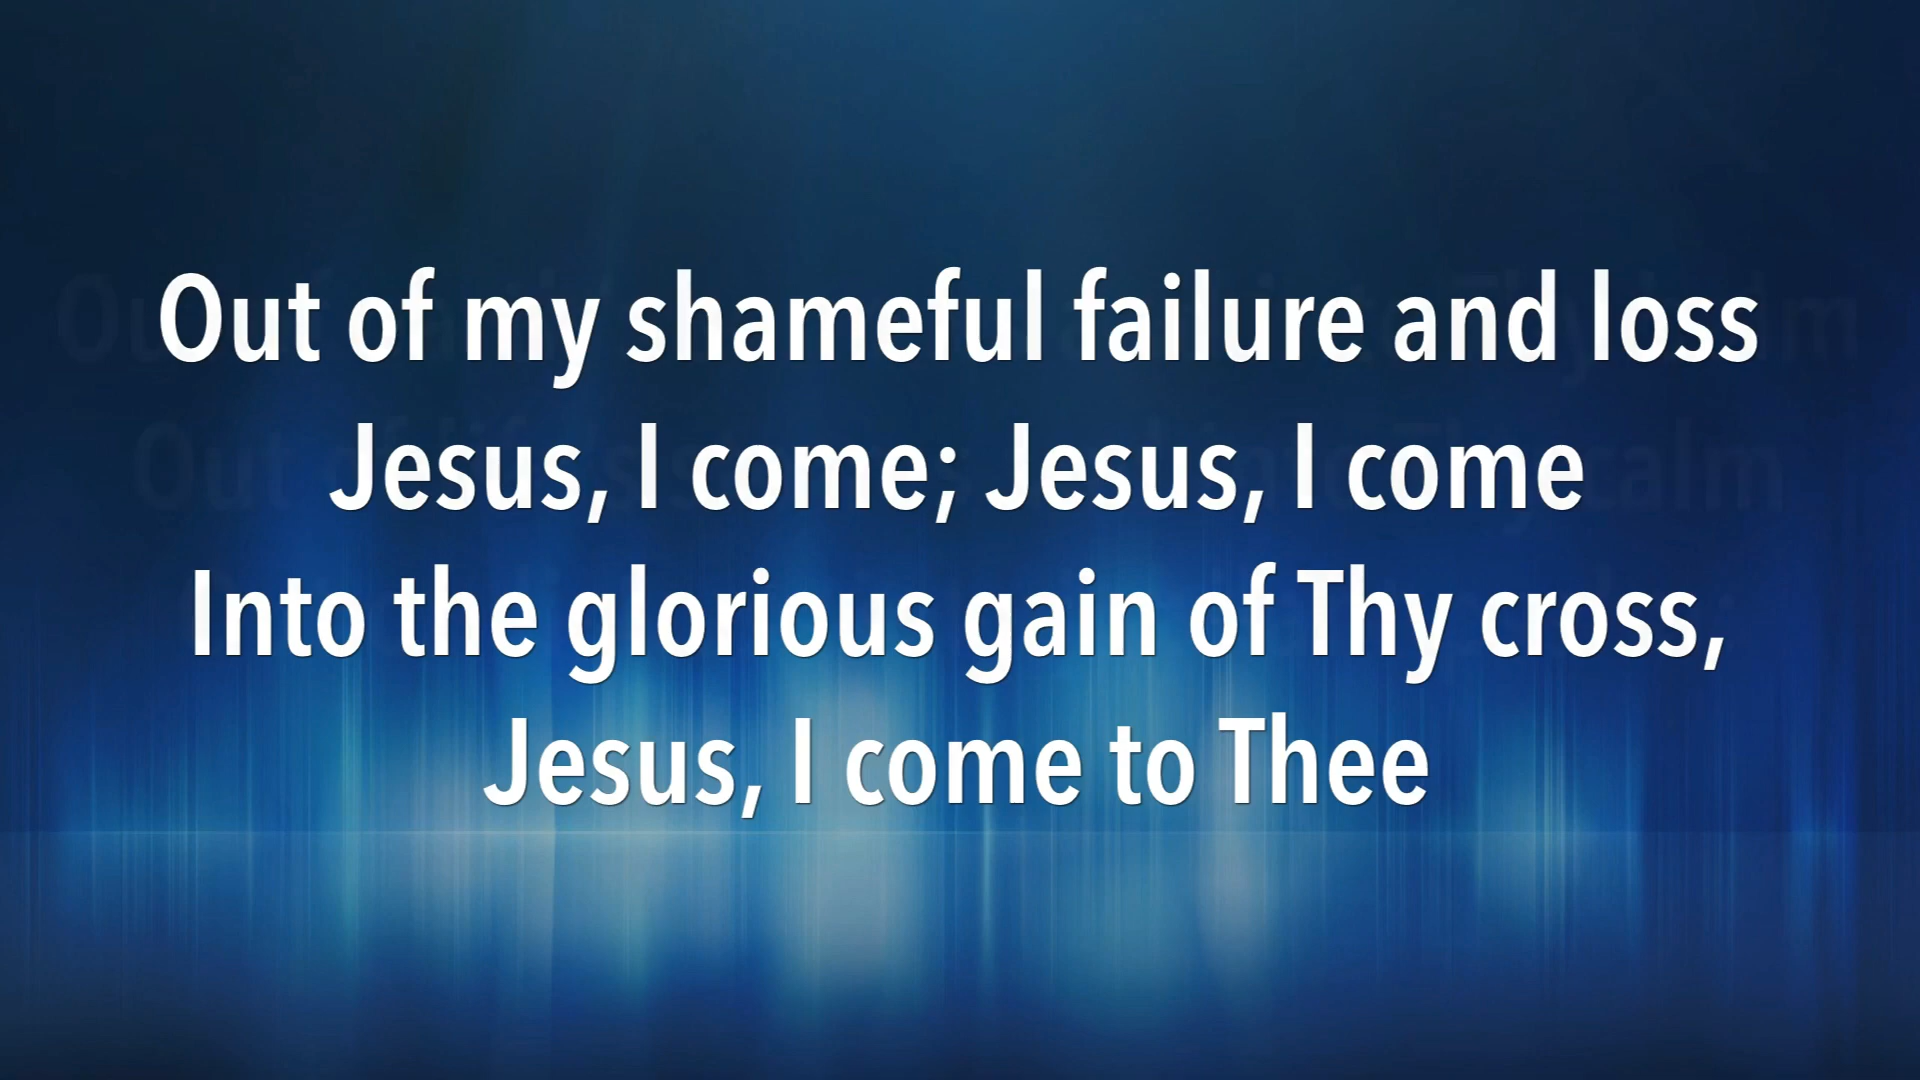 Out of my shameful failure and loss
Jesus, I come; Jesus, I come
Into the glorious gain of Thy cross,
Jesus, I come to Thee